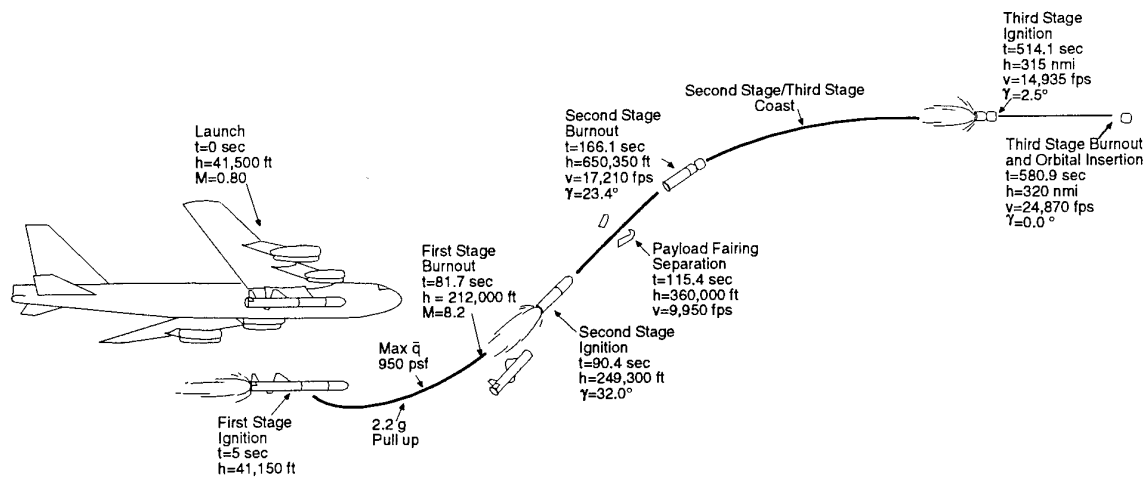 Launch
t=0 sec
h=41,500 ft
M=0.80
First Stage
Ignition
t=5 sec
h=41,150 ft
Max q̄
950 psf
2.2 g
Pull up
First Stage
Burnout
t=81.7 sec
h = 212,000 ft
M=8.2
Second Stage
Ignition
t=90.4 sec
h=249,300 ft
γ=32.0°
Payload Fairing
Separation
t=115.4 sec
h=360,000 ft
v=9,950 fps
Second Stage
Burnout
t=166.1 sec
h=650,350 ft
v=17,210 fps
γ=23.4°
Second Stage/Third Stage
Coast
Third Stage
Ignition
t=514.1 sec
h=315 nmi
v=14,935 fps
γ=2.5°
Third Stage Burnout
and Orbital Insertion
t=580.9 sec
h=320 nmi
v=24,870 fps
γ=0.0 °